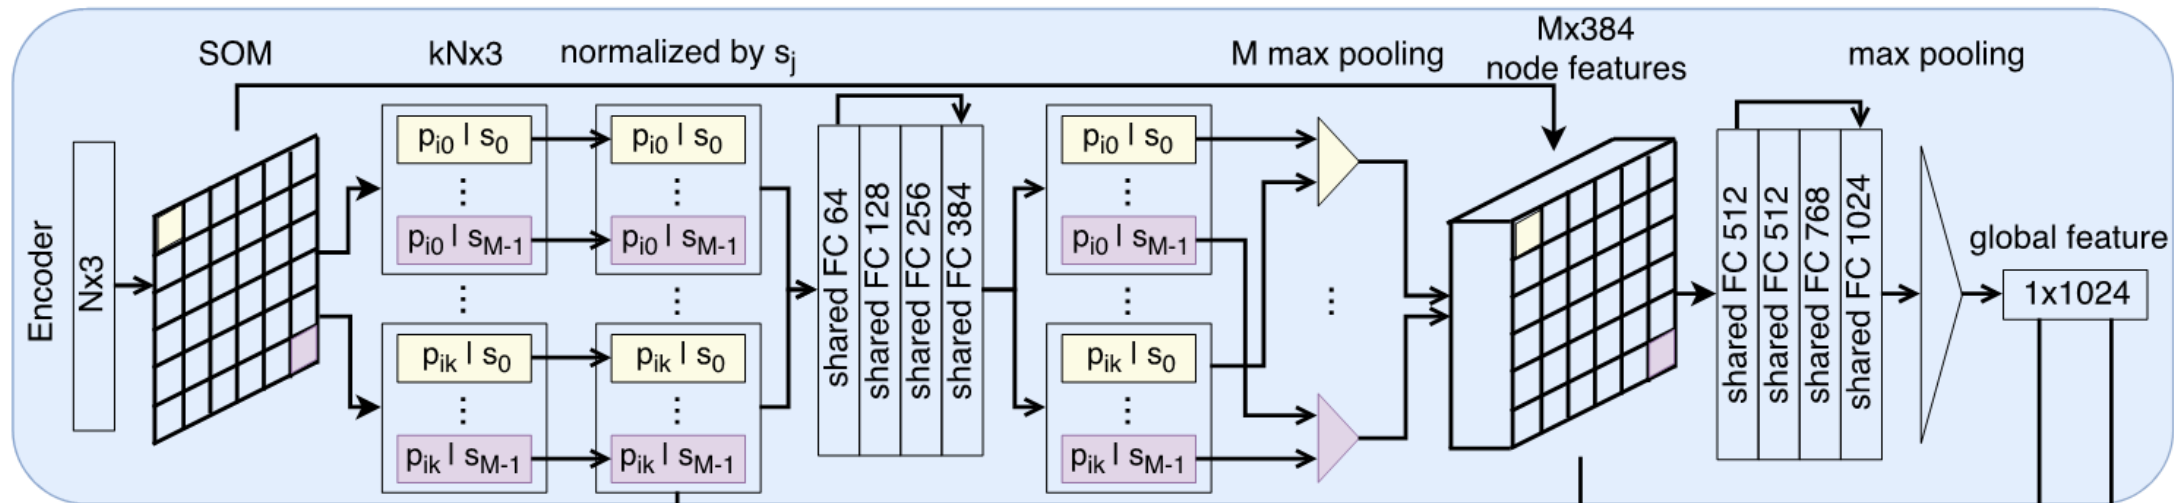 SOM
kNx3
normalized by sj
M max pooling
Mx384
node features
max pooling
Encoder
Nx3
pi0 | s0
⋮
pi0 | sM-1
⋮
pik | s0
⋮
pik | sM-1
pi0 | s0
⋮
pi0 | sM-1
⋮
pik | s0
⋮
pik | sM-1
shared FC 64
shared FC 128
shared FC 256
shared FC 384
pi0 | s0
⋮
pi0 | sM-1
⋮
pik | s0
⋮
pik | sM-1
⋮
shared FC 512
shared FC 512
shared FC 768
shared FC 1024
global feature
1x1024